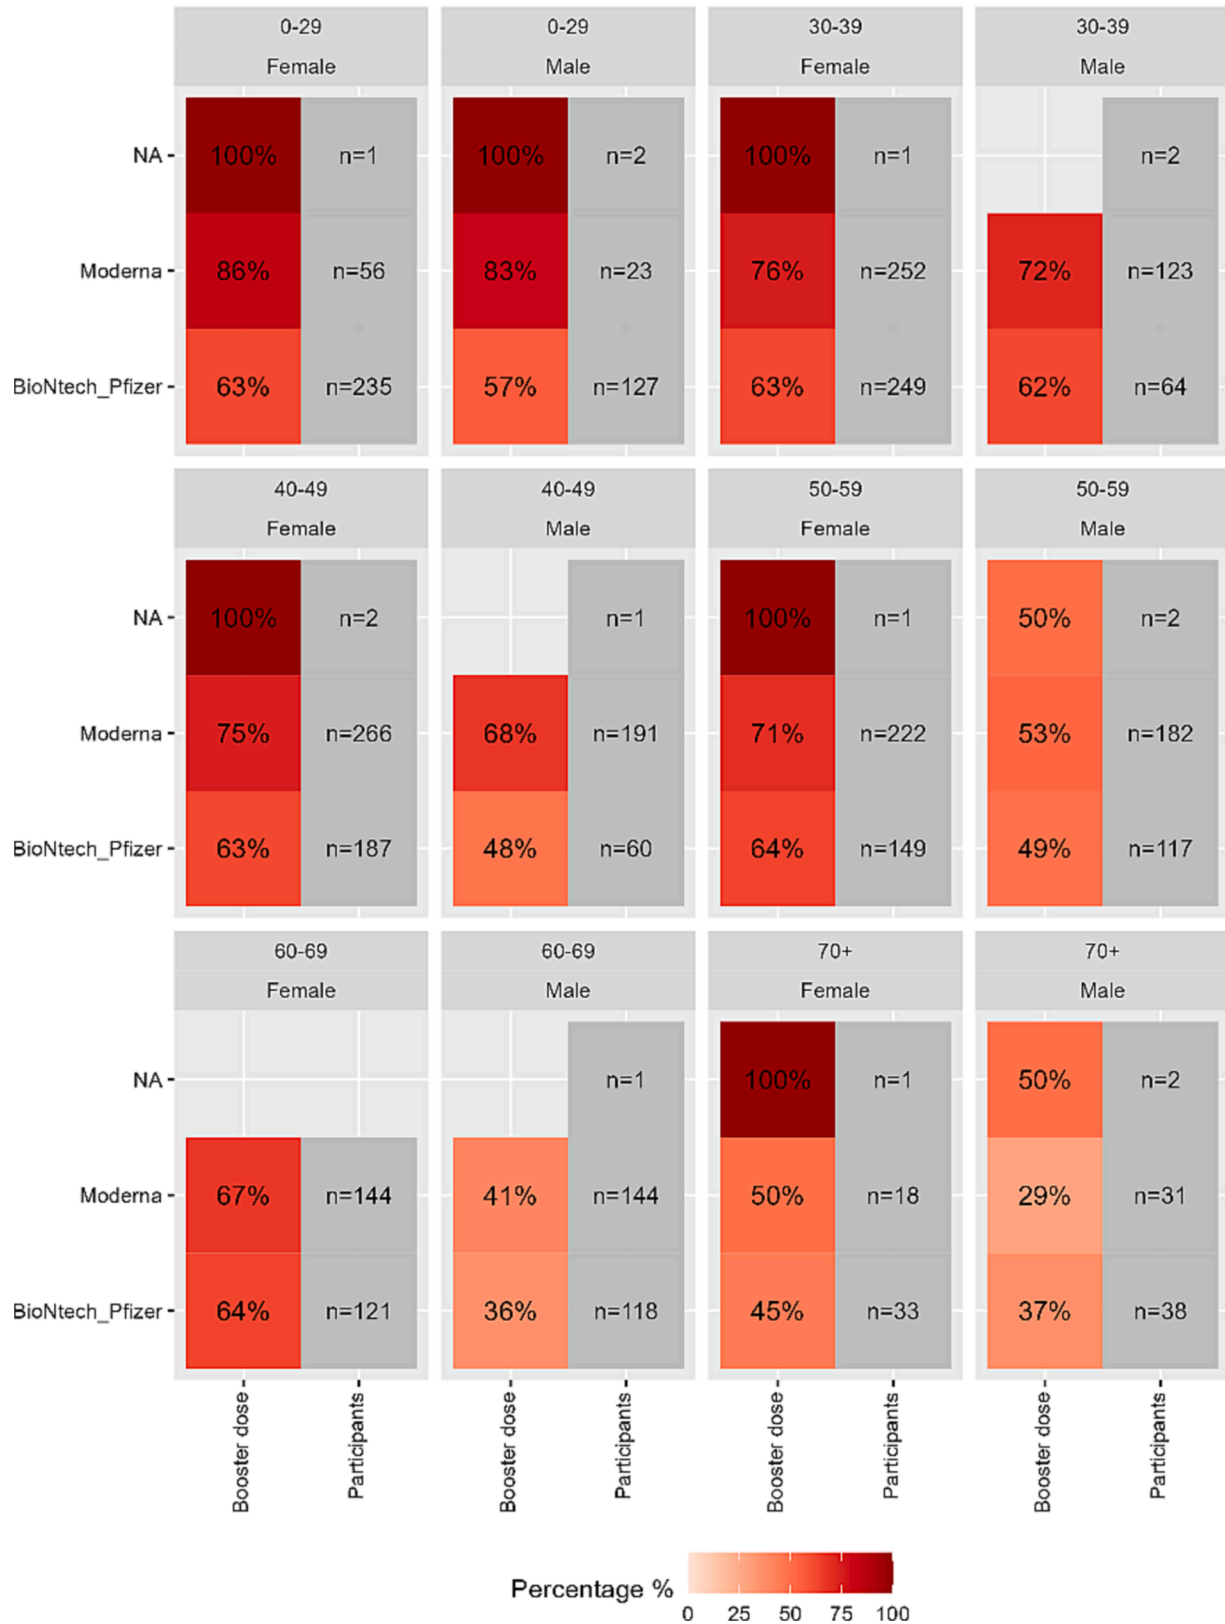 0-29 0-29 30-39 30-39
Female Male Female Male
NA 100% n=1 100% n=2 100% n=1 n=2
Moderna 86% n=56 83% n=23 76% n=252 72% n=123
BioNtech_Pfizer 63% n=235 57% n=127 63% n=249 62% n=64
40-49 40-49 50-59 50-59
Female Male Female Male
NA 100% n=2 n=1 100% n=1 50% n=2
Moderna 75% n=266 68% n=191 71% n=222 53% n=182
BioNtech_Pfizer 63% n=187 48% n=60 64% n=149 49% n=117
60-69 60-69 70+ 70+
Female Male Female Male
NA n=1 100% n=1 50% n=2
Moderna 67% n=144 41% n=144 50% n=18 29% n=31
BioNtech_Pfizer 64% n=121 36% n=118 45% n=33 37% n=38
Booster dose Participants Booster dose Participants Booster dose Participants Booster dose Participants
Percentage %
0 25 50 75 100